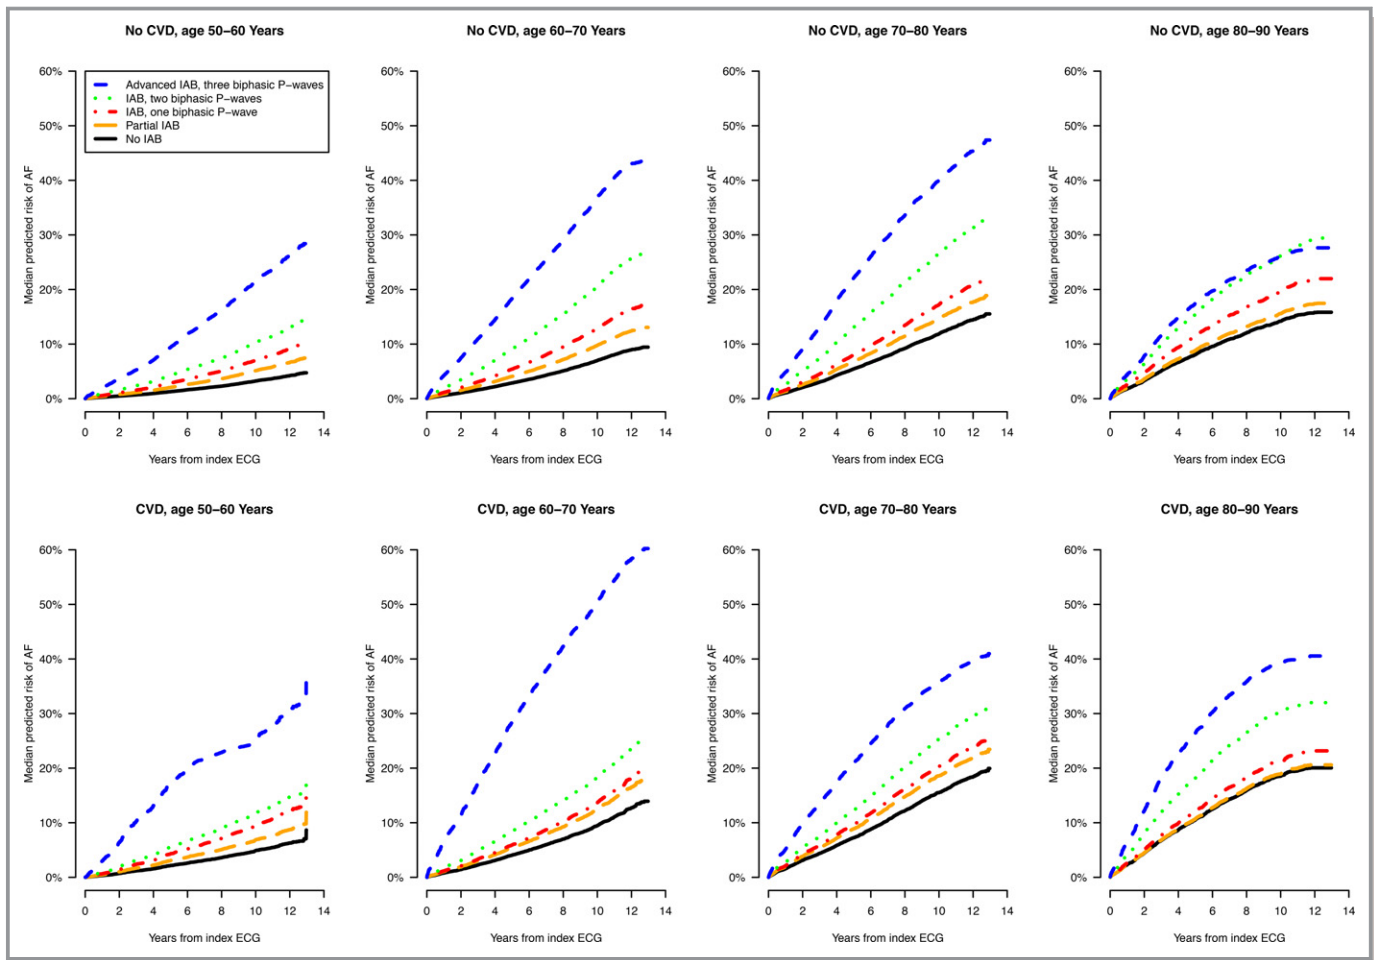 No CVD, age 50–60 Years
No CVD, age 60–70 Years
No CVD, age 70–80 Years
No CVD, age 80–90 Years
Median predicted risk of AF
60%
50%
40%
30%
20%
10%
0%
Advanced IAB, three biphasic P–waves
IAB, two biphasic P–waves
IAB, one biphasic P–wave
Partial IAB
No IAB
0 2 4 6 8 10 12 14
Years from index ECG
Median predicted risk of AF
60%
50%
40%
30%
20%
10%
0%
0 2 4 6 8 10 12 14
Years from index ECG
Median predicted risk of AF
60%
50%
40%
30%
20%
10%
0%
0 2 4 6 8 10 12 14
Years from index ECG
Median predicted risk of AF
60%
50%
40%
30%
20%
10%
0%
0 2 4 6 8 10 12 14
Years from index ECG
CVD, age 50–60 Years
CVD, age 60–70 Years
CVD, age 70–80 Years
CVD, age 80–90 Years
Median predicted risk of AF
60%
50%
40%
30%
20%
10%
0%
0 2 4 6 8 10 12 14
Years from index ECG
Median predicted risk of AF
60%
50%
40%
30%
20%
10%
0%
0 2 4 6 8 10 12 14
Years from index ECG
Median predicted risk of AF
60%
50%
40%
30%
20%
10%
0%
0 2 4 6 8 10 12 14
Years from index ECG
Median predicted risk of AF
60%
50%
40%
30%
20%
10%
0%
0 2 4 6 8 10 12 14
Years from index ECG